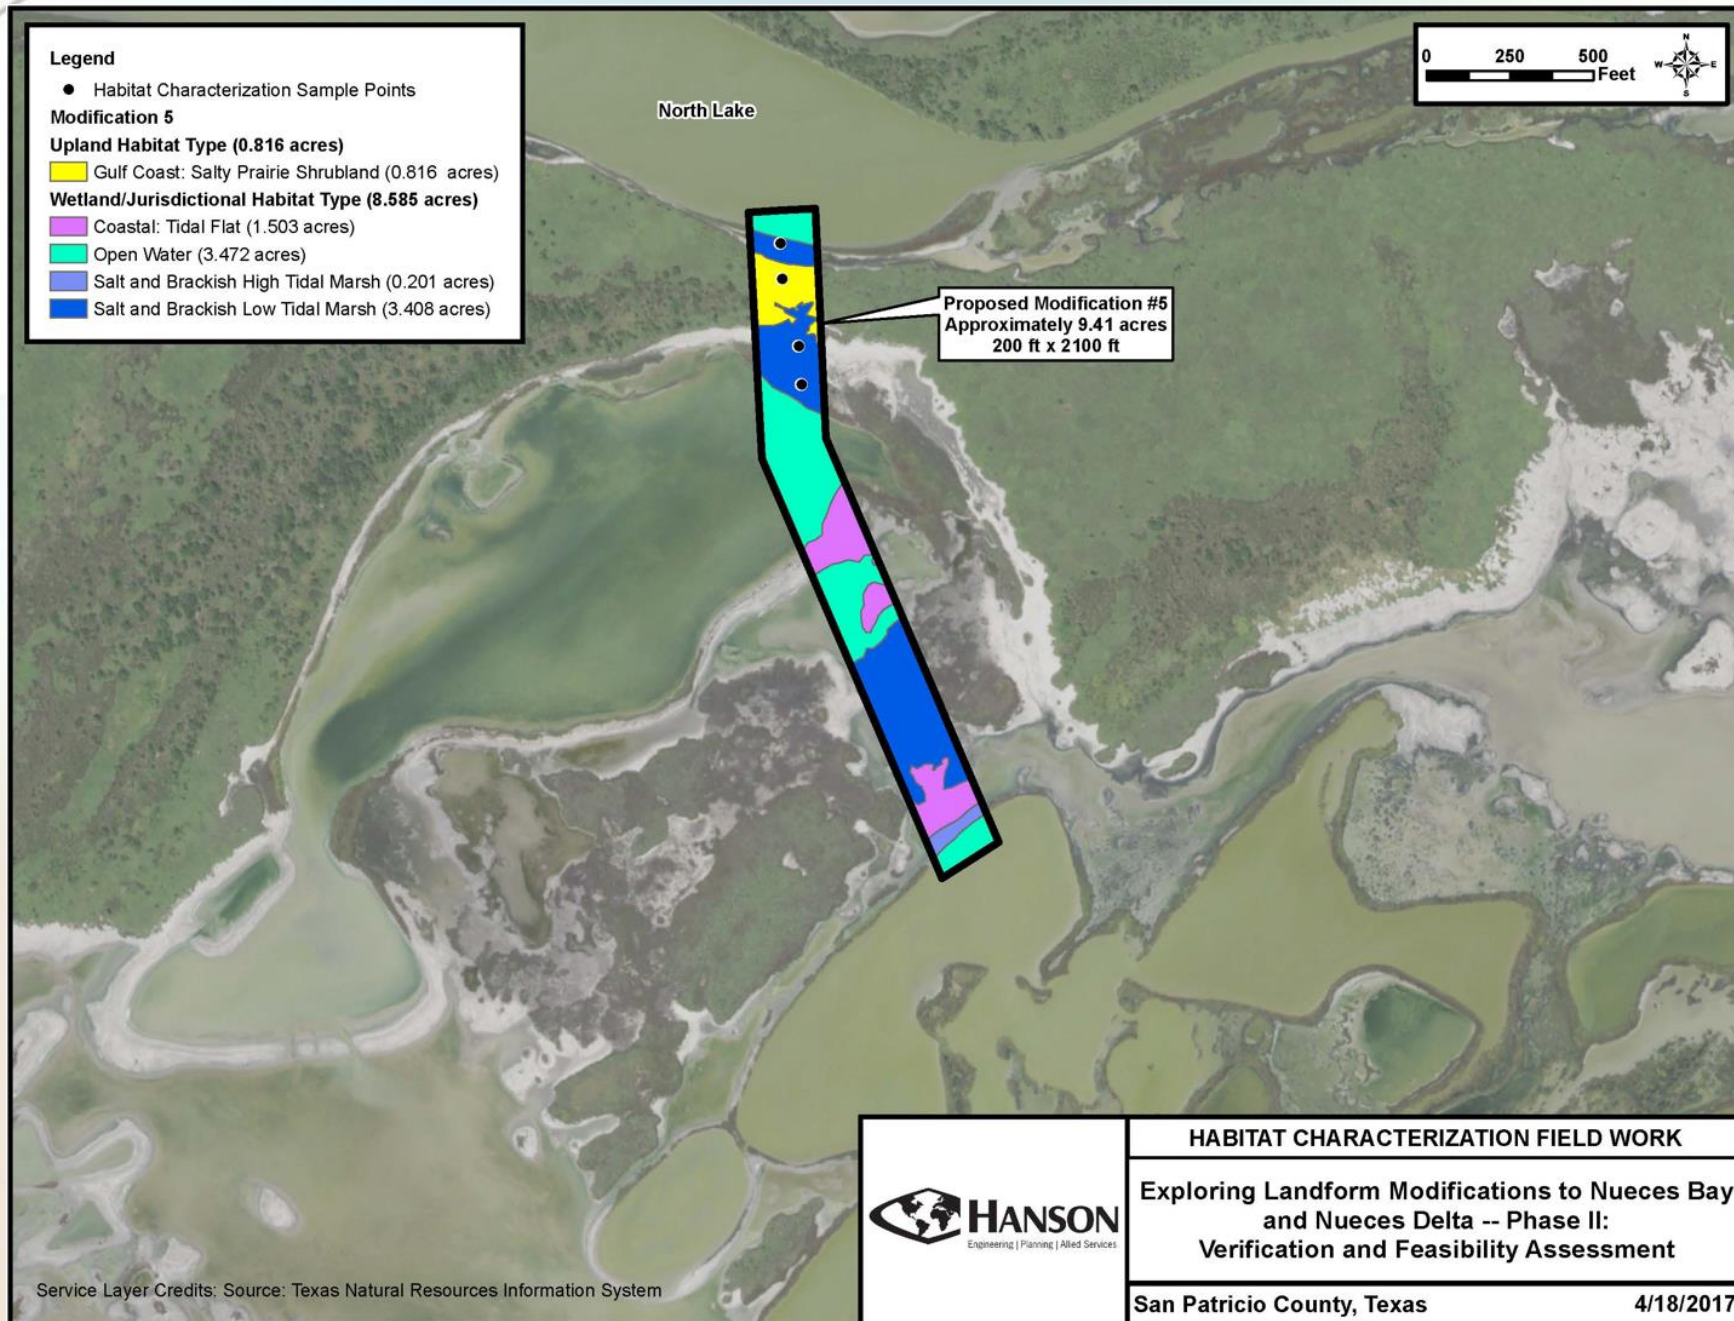 Legend
Habitat Characterization Sample Points
Modification 5
Upland Habitat Type (0.816 acres)
Gulf Coast: Salty Prairie Shrubland (0.816 acres)
Wetland/Jurisdictional Habitat Type (8.585 acres)
Coastal: Tidal Flat (1.503 acres)
Open Water (3.472 acres)
Salt and Brackish High Tidal Marsh (0.201 acres)
Salt and Brackish Low Tidal Marsh (3.408 acres)
North Lake
0 250 500
Feet
N
W E
S
Proposed Modification #5
Approximately 9.41 acres
200 ft x 2100 ft
HANSON
Engineering | Planning | Allied Services
HABITAT CHARACTERIZATION FIELD WORK
Exploring Landform Modifications to Nueces Bay
and Nueces Delta -- Phase II:
Verification and Feasibility Assessment
San Patricio County, Texas 4/18/2017
Service Layer Credits: Source: Texas Natural Resources Information System